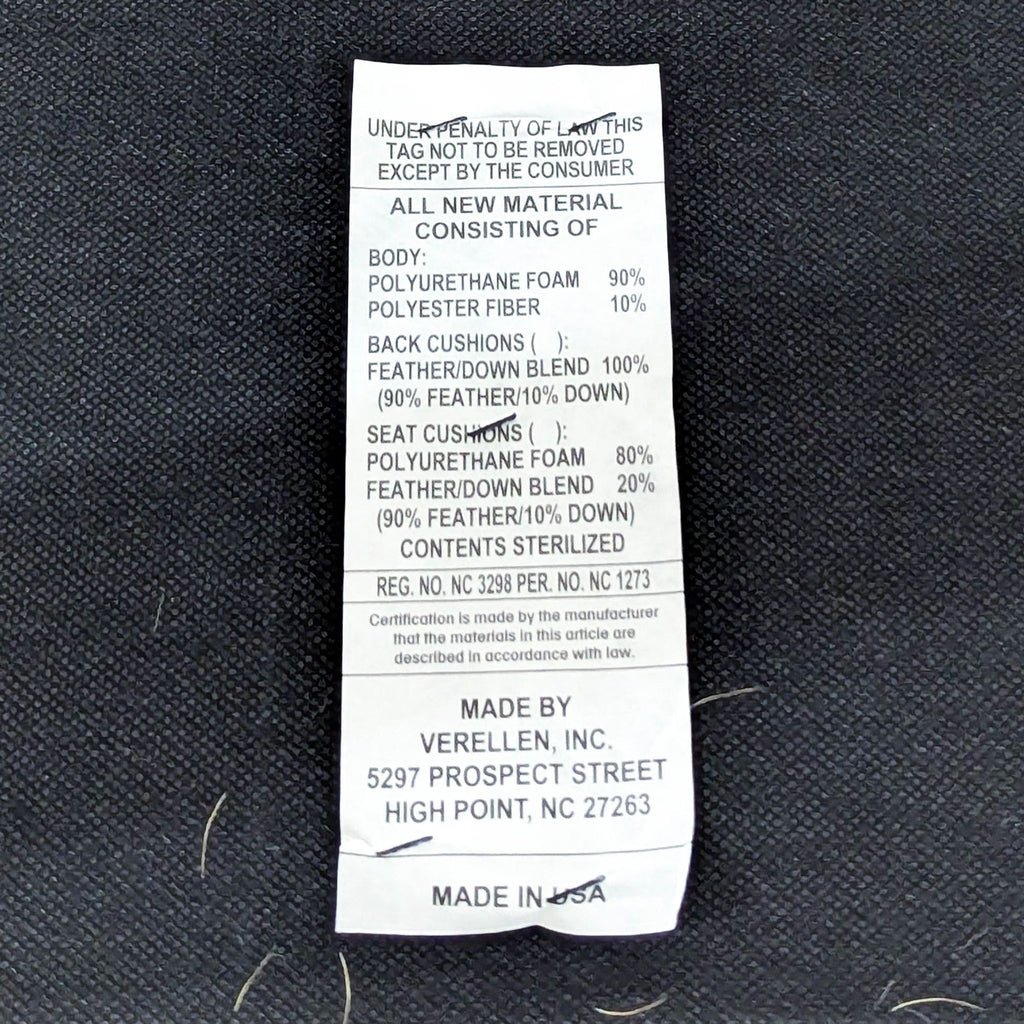 UNDER PENALTY OF LAW THIS
TAG NOT TO BE REMOVED
EXCEPT BY THE CONSUMER
ALL NEW MATERIAL
CONSISTING OF
BODY:
POLYURETHANE FOAM 90%
POLYESTER FIBER 10%
BACK CUSHIONS ( ):
FEATHER/DOWN BLEND 100%
(90% FEATHER/10% DOWN)
SEAT CUSHIONS ( ):
POLYURETHANE FOAM 80%
FEATHER/DOWN BLEND 20%
(90% FEATHER/10% DOWN)
CONTENTS STERILIZED
REG. NO. NC 3298 PER. NO. NC 1273
Certification is made by the manufacturer
that the materials in this article are
described in accordance with law.
MADE BY
VERELLEN, INC.
5297 PROSPECT STREET
HIGH POINT, NC 27263
MADE IN USA